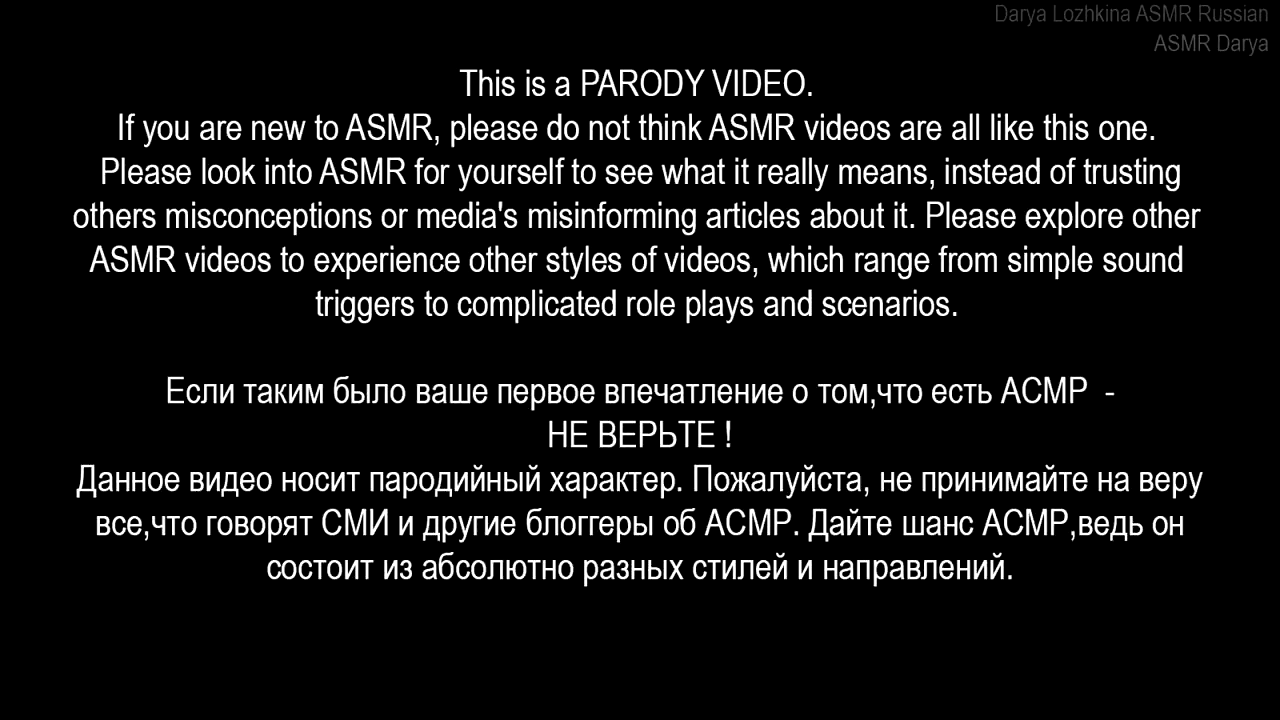 Darya Lozhkina ASMR Russian
ASMR Darya
This is a PARODY VIDEO.
If you are new to ASMR, please do not think ASMR videos are all like this one.
Please look into ASMR for yourself to see what it really means, instead of trusting
others misconceptions or media's misinforming articles about it. Please explore other
ASMR videos to experience other styles of videos, which range from simple sound
triggers to complicated role plays and scenarios.
Если таким было ваше первое впечатление о том,что есть АСМР -
НЕ ВЕРЬТЕ !
Данное видео носит пародийный характер. Пожалуйста, не принимайте на веру
все,что говорят СМИ и другие блоггеры об АСМР. Дайте шанс АСМР,ведь он
состоит из абсолютно разных стилей и направлений.